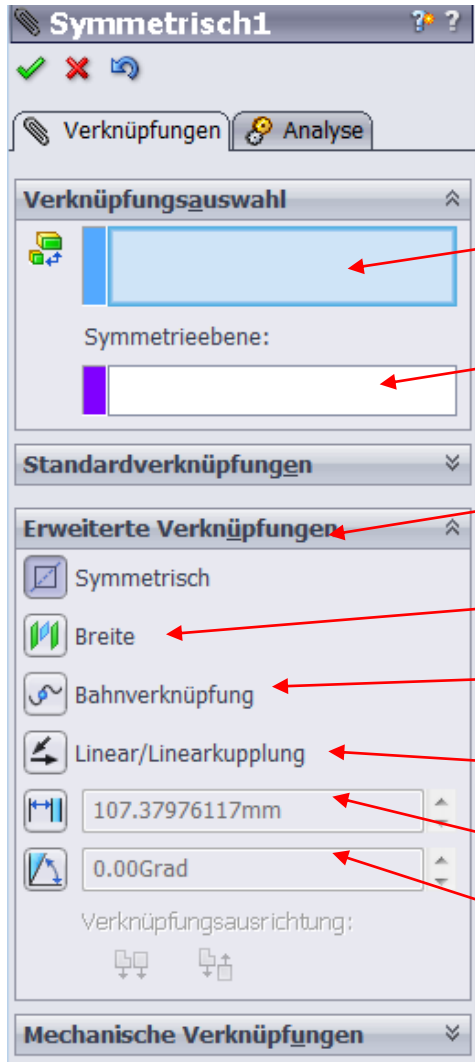 Symmetrisch1 ? ?
Verknüpfungen Analyse
Verknüpfungsauswahl
Symmetrieebene:
Standardverknüpfungen
Erweiterte Verknüpfungen
Symmetrisch
Breite
Bahnverknüpfung
Linear/Linearkupplung
107.37976117mm
0.00Grad
Verknüpfungsausrichtung:
Mechanische Verknüpfungen